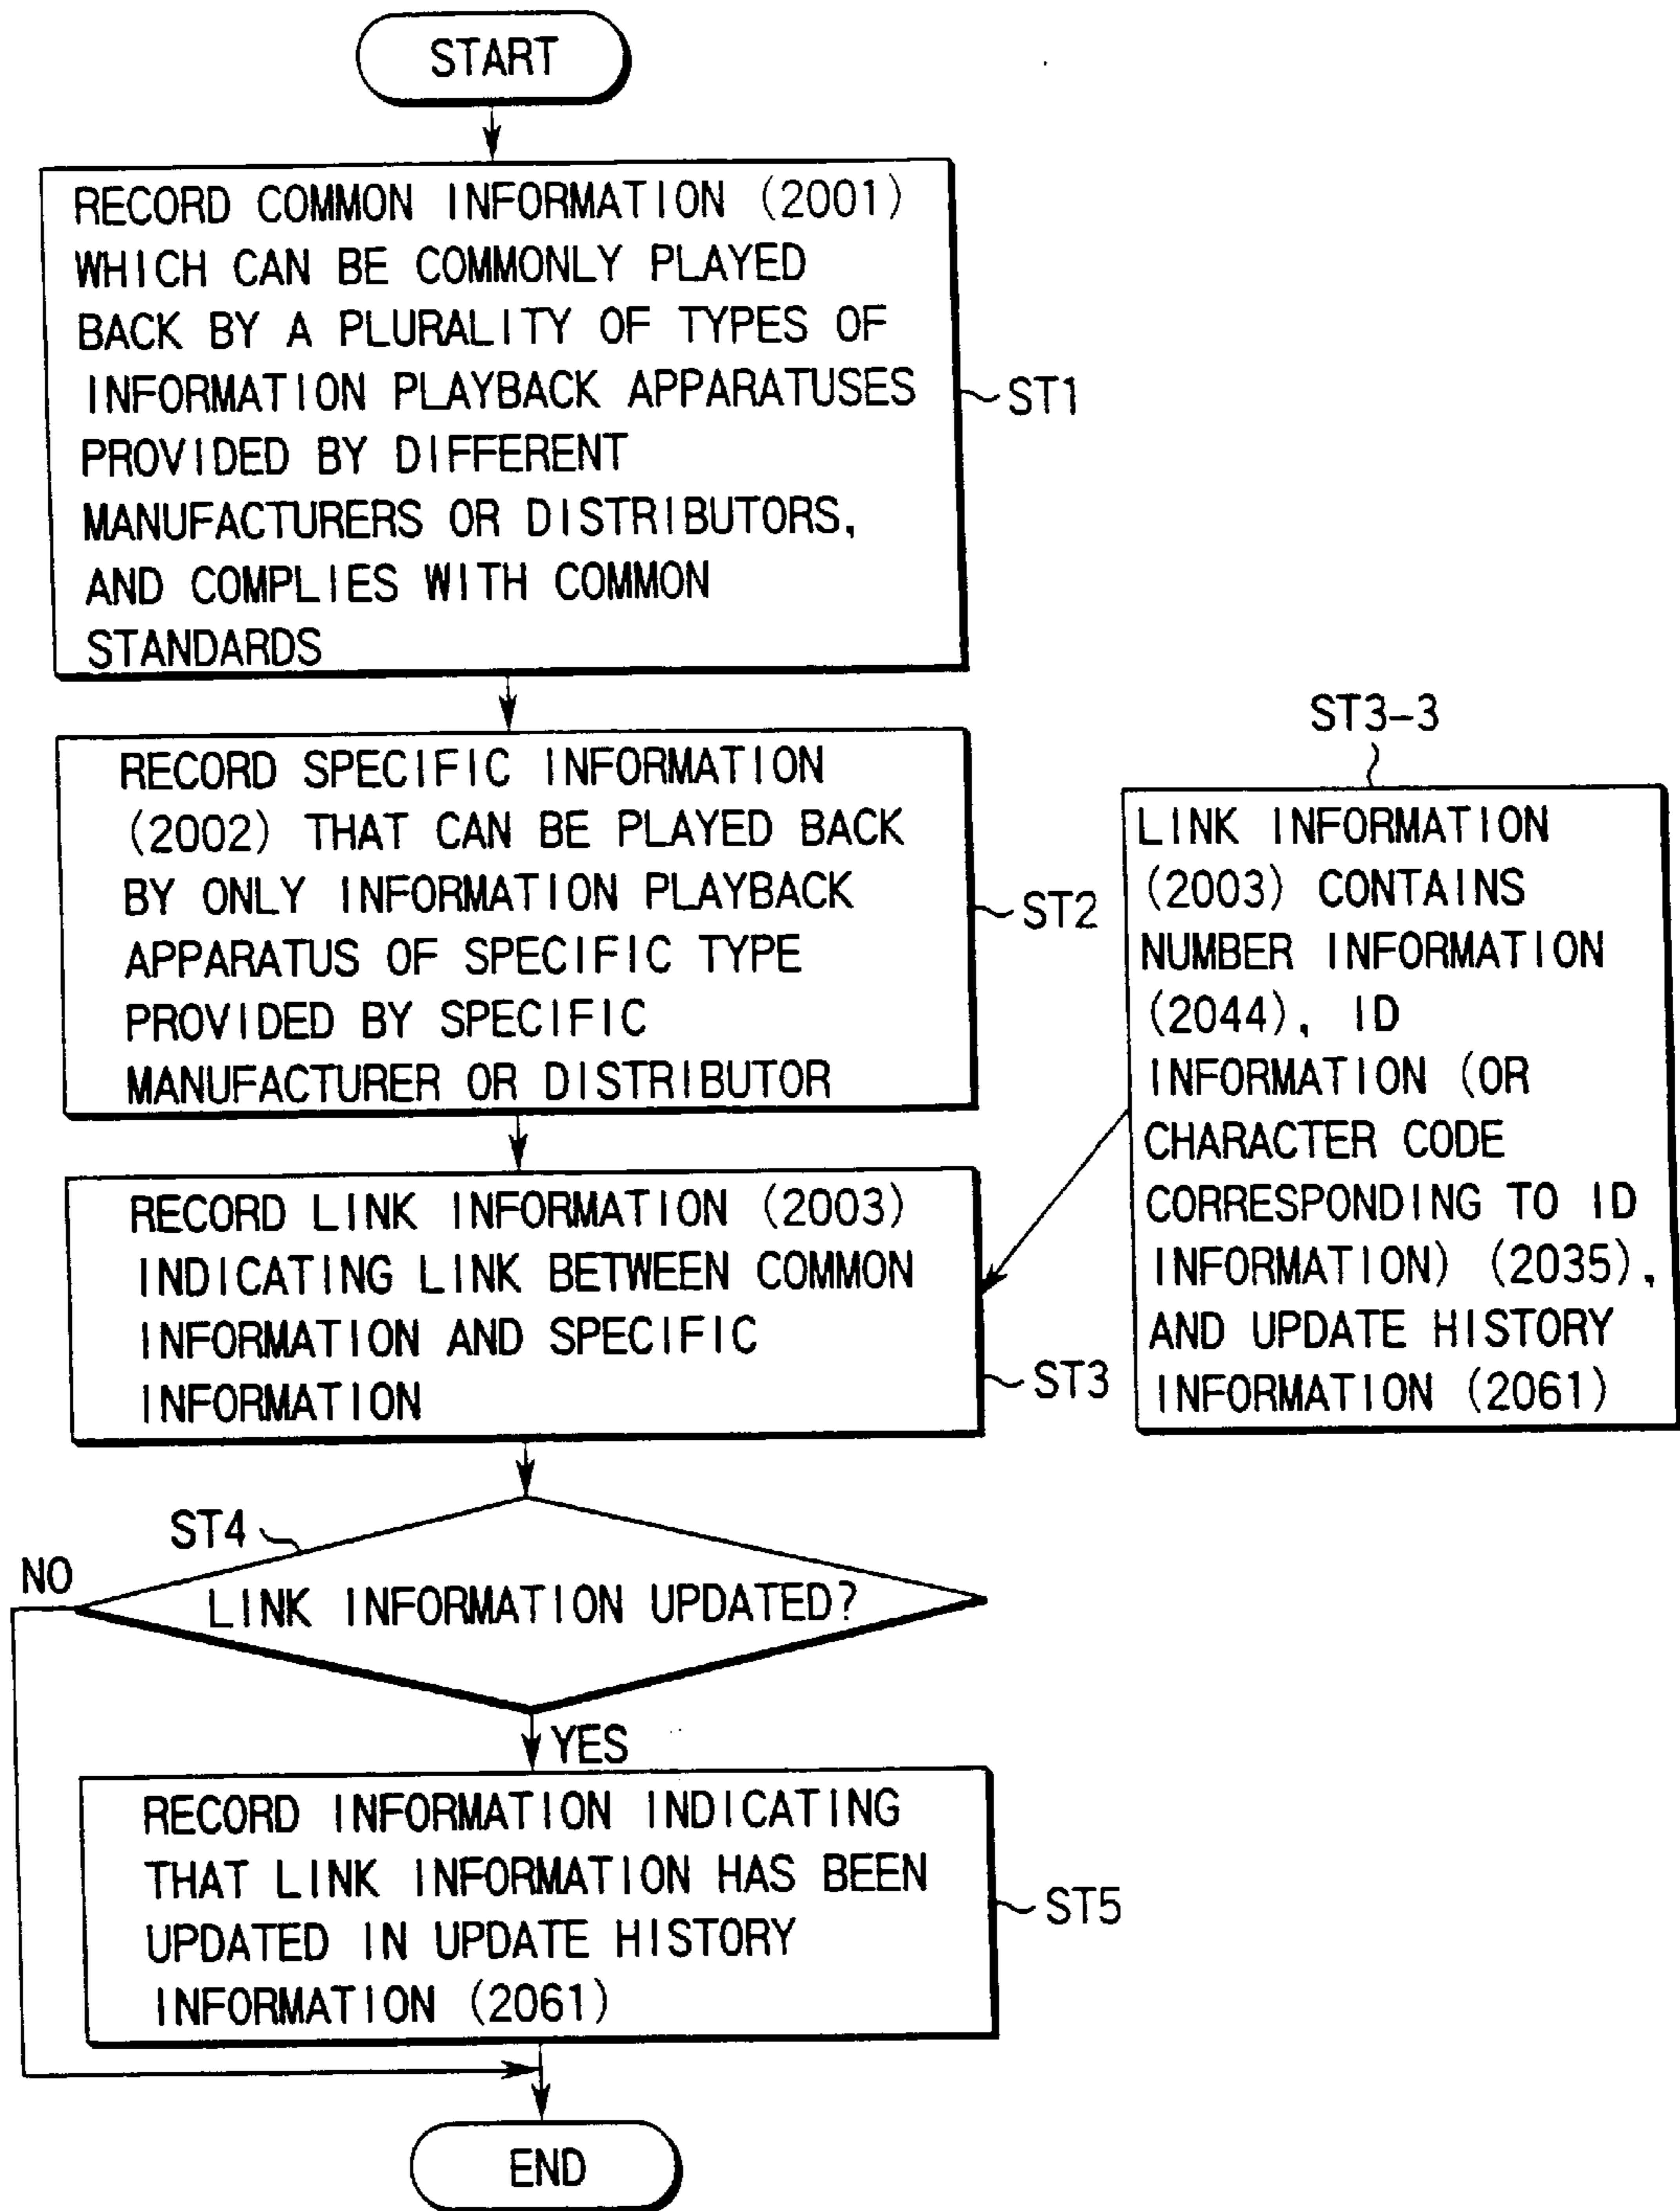 START
RECORD COMMON INFORMATION (2001)
WHICH CAN BE COMMONLY PLAYED
BACK BY A PLURALITY OF TYPES OF
INFORMATION PLAYBACK APPARATUSES
PROVIDED BY DIFFERENT
MANUFACTURERS OR DISTRIBUTORS,
AND COMPLIES WITH COMMON
STANDARDS
ST1
RECORD SPECIFIC INFORMATION
(2002) THAT CAN BE PLAYED BACK
BY ONLY INFORMATION PLAYBACK
APPARATUS OF SPECIFIC TYPE
PROVIDED BY SPECIFIC
MANUFACTURER OR DISTRIBUTOR
ST2
ST3-3
LINK INFORMATION
(2003) CONTAINS
NUMBER INFORMATION
(2044), ID
INFORMATION (OR
CHARACTER CODE
CORRESPONDING TO ID
INFORMATION) (2035),
AND UPDATE HISTORY
INFORMATION (2061)
RECORD LINK INFORMATION (2003)
INDICATING LINK BETWEEN COMMON
INFORMATION AND SPECIFIC
INFORMATION
ST3
ST4
NO
LINK INFORMATION UPDATED?
YES
RECORD INFORMATION INDICATING
THAT LINK INFORMATION HAS BEEN
UPDATED IN UPDATE HISTORY
INFORMATION (2061)
ST5
END